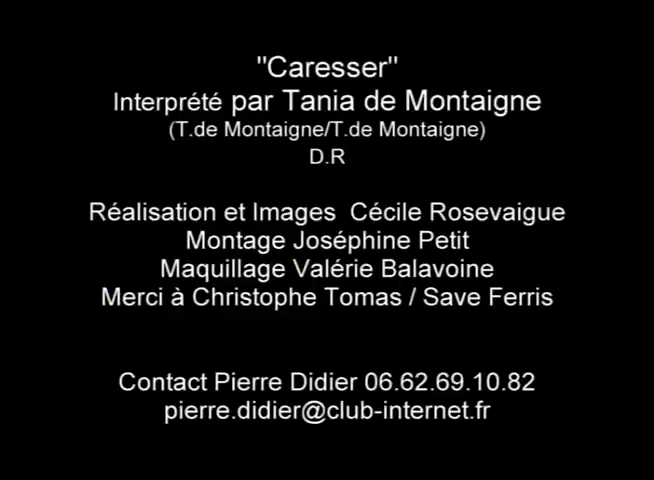 "Caresser"
Interprété par Tania de Montaigne
(T.de Montaigne/T.de Montaigne)
D.R
Réalisation et Images Cécile Rosevaigue
Montage Joséphine Petit
Maquillage Valérie Balavoine
Merci à Christophe Tomas / Save Ferris
Contact Pierre Didier 06.62.69.10.82
pierre.didier@club-internet.fr